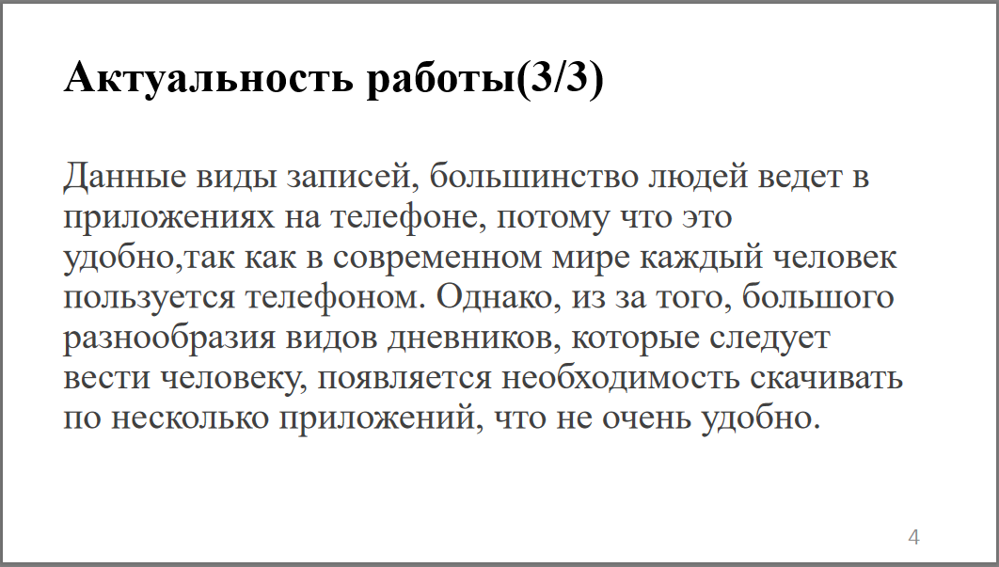 Актуальность работы(3/3)
Данные виды записей, большинство людей ведет в
приложениях на телефоне, потому что это
удобно,так как в современном мире каждый человек
пользуется телефоном. Однако, из за того, большого
разнообразия видов дневников, которые следует
вести человеку, появляется необходимость скачивать
по несколько приложений, что не очень удобно.
4